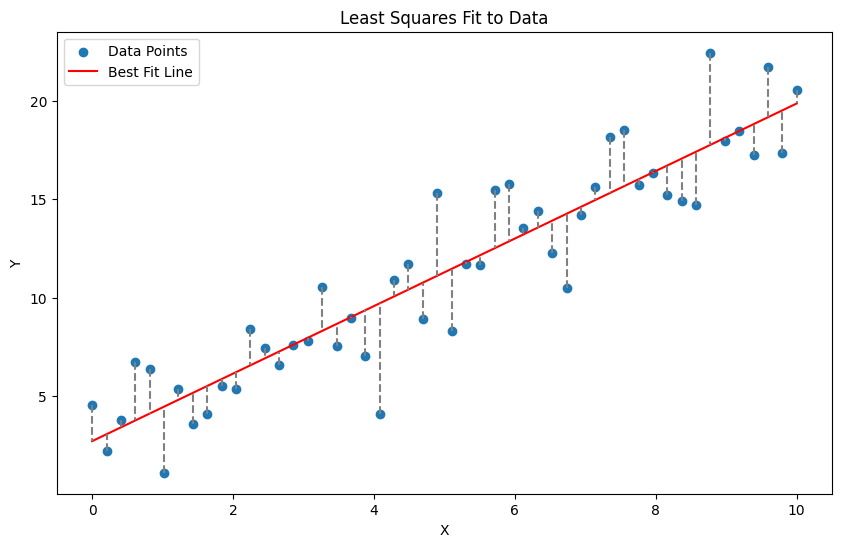 Least Squares Fit to Data
Data Points
Best Fit Line
20
15
10
5
Y
0 2 4 6 8 10
X